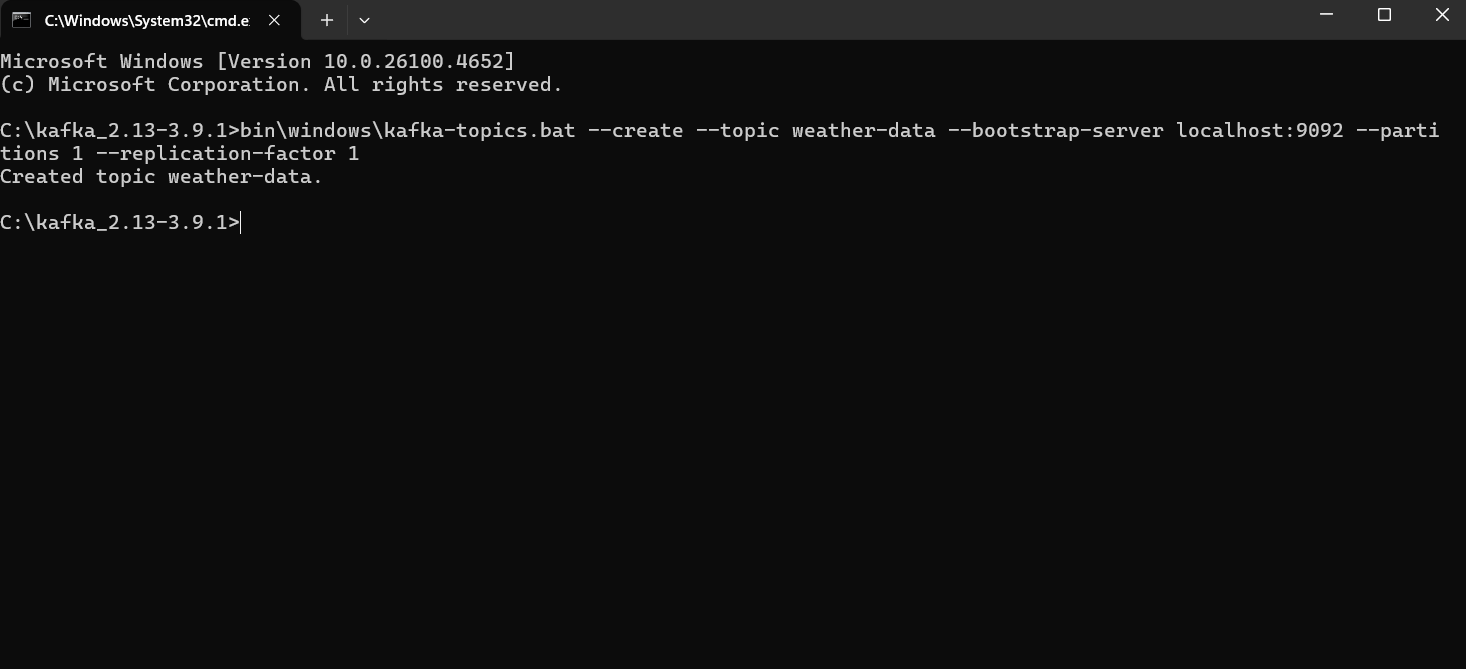 C:\Windows\System32\cmd.e
Microsoft Windows [Version 10.0.26100.4652]
(c) Microsoft Corporation. All rights reserved.
C:\kafka_2.13-3.9.1>bin\windows\kafka-topics.bat --create --topic weather-data --bootstrap-server localhost:9092 --parti
tions 1 --replication-factor 1
Created topic weather-data.
C:\kafka_2.13-3.9.1>